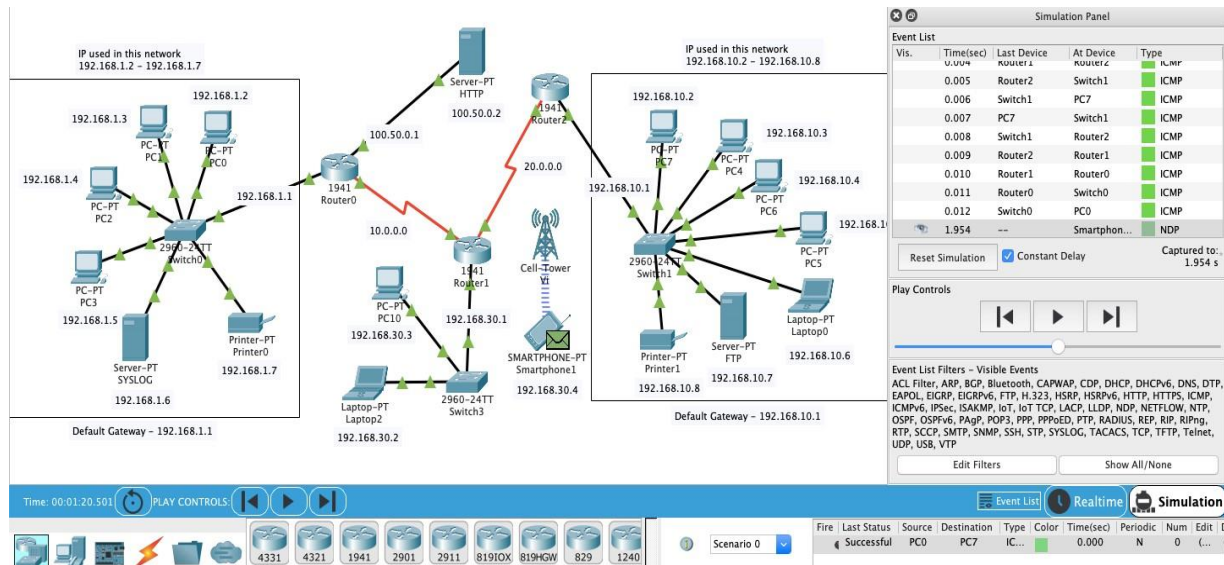 IP used in this network
192.168.1.2 - 192.168.1.7
192.168.1.2
192.168.1.3
PC-PT
PC1
PC-PT
PC0
192.168.1.4
PC-PT
PC2
192.168.1.1
2960-24TT
Switch0
PC-PT
PC3
192.168.1.5
Server-PT
SYSLOG
192.168.1.6
Printer-PT
Printer0
192.168.1.7
Default Gateway - 192.168.1.1
Server-PT
HTTP
100.50.0.2
100.50.0.1
1941
Router0
10.0.0.0
1941
Router2
20.0.0.0
1941
Router1
PC-PT
PC10
192.168.30.3
192.168.30.1
Laptop-PT
Laptop2
192.168.30.2
2960-24TT
Switch3
Cell-Tower
SMARTPHONE-PT
Smartphone1
192.168.30.4
IP used in this network
192.168.10.2 - 192.168.10.8
192.168.10.2
PC-PT
PC7
192.168.10.3
PC-PT
PC4
192.168.10.4
PC-PT
PC6
192.168.10.1
192.168.10
PC-PT
PC5
2960-24TT
Switch1
Laptop-PT
Laptop0
192.168.10.6
Server-PT
FTP
192.168.10.7
Printer-PT
Printer1
192.168.10.8
Default Gateway - 192.168.10.1
Simulation Panel
Event List
Vis. Time(sec) Last Device At Device Type
0.004 Router1 Router2 ICMP
0.005 Router2 Switch1 ICMP
0.006 Switch1 PC7 ICMP
0.007 PC7 Switch1 ICMP
0.008 Switch1 Router2 ICMP
0.009 Router2 Router1 ICMP
0.010 Router1 Router0 ICMP
0.011 Router0 Switch0 ICMP
0.012 Switch0 PC0 ICMP
1.954 -- Smartphon... NDP
Reset Simulation Constant Delay
Captured to:
1.954 s
Play Controls
Event List Filters - Visible Events
ACL Filter, ARP, BGP, Bluetooth, CAPWAP, CDP, DHCP, DHCPv6, DNS, DTP,
EAPOL, EIGRP, EIGRPv6, FTP, H.323, HSRP, HSRPv6, HTTP, HTTPS, ICMP,
ICMPv6, IPSec, ISAKMP, IoT, IoT TCP, LACP, LLDP, NDP, NETFLOW, NTP,
OSPF, OSPFv6, PAgP, POP3, PPP, PPPoED, PTP, RADIUS, REP, RIP, RIPng,
RTP, SCCP, SMTP, SNMP, SSH, STP, SYSLOG, TACACS, TCP, TFTP, Telnet,
UDP, USB, VTP
Edit Filters Show All/None
Time: 00:01:20.501 PLAY CONTROLS: Event List Realtime Simulation
4331 4321 1941 2901 2911 819IOX 819HGW 829 1240
Scenario 0
Fire Last Status Source Destination Type Color Time(sec) Periodic Num Edit
Successful PC0 PC7 IC... 0.000 N 0 (...